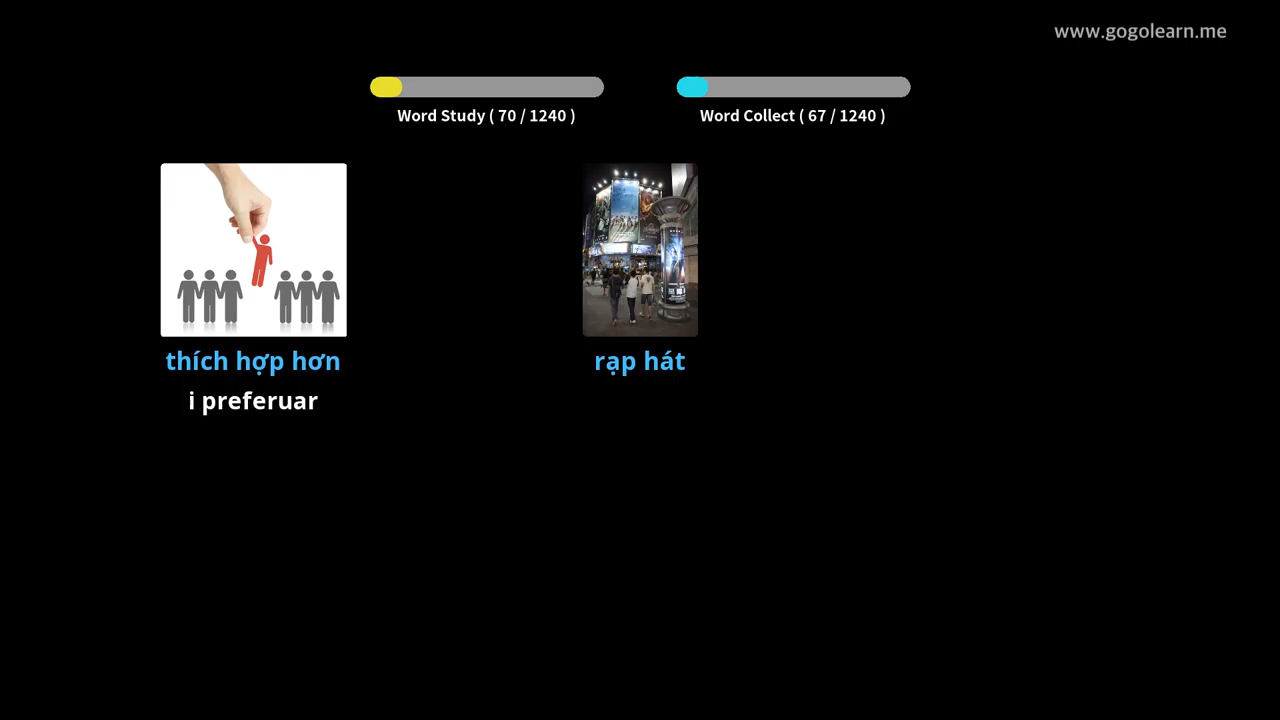 www.gogolearn.me
Word Study ( 70 / 1240 )
Word Collect ( 67 / 1240 )
thích hợp hơn
i preferuar
rạp hát